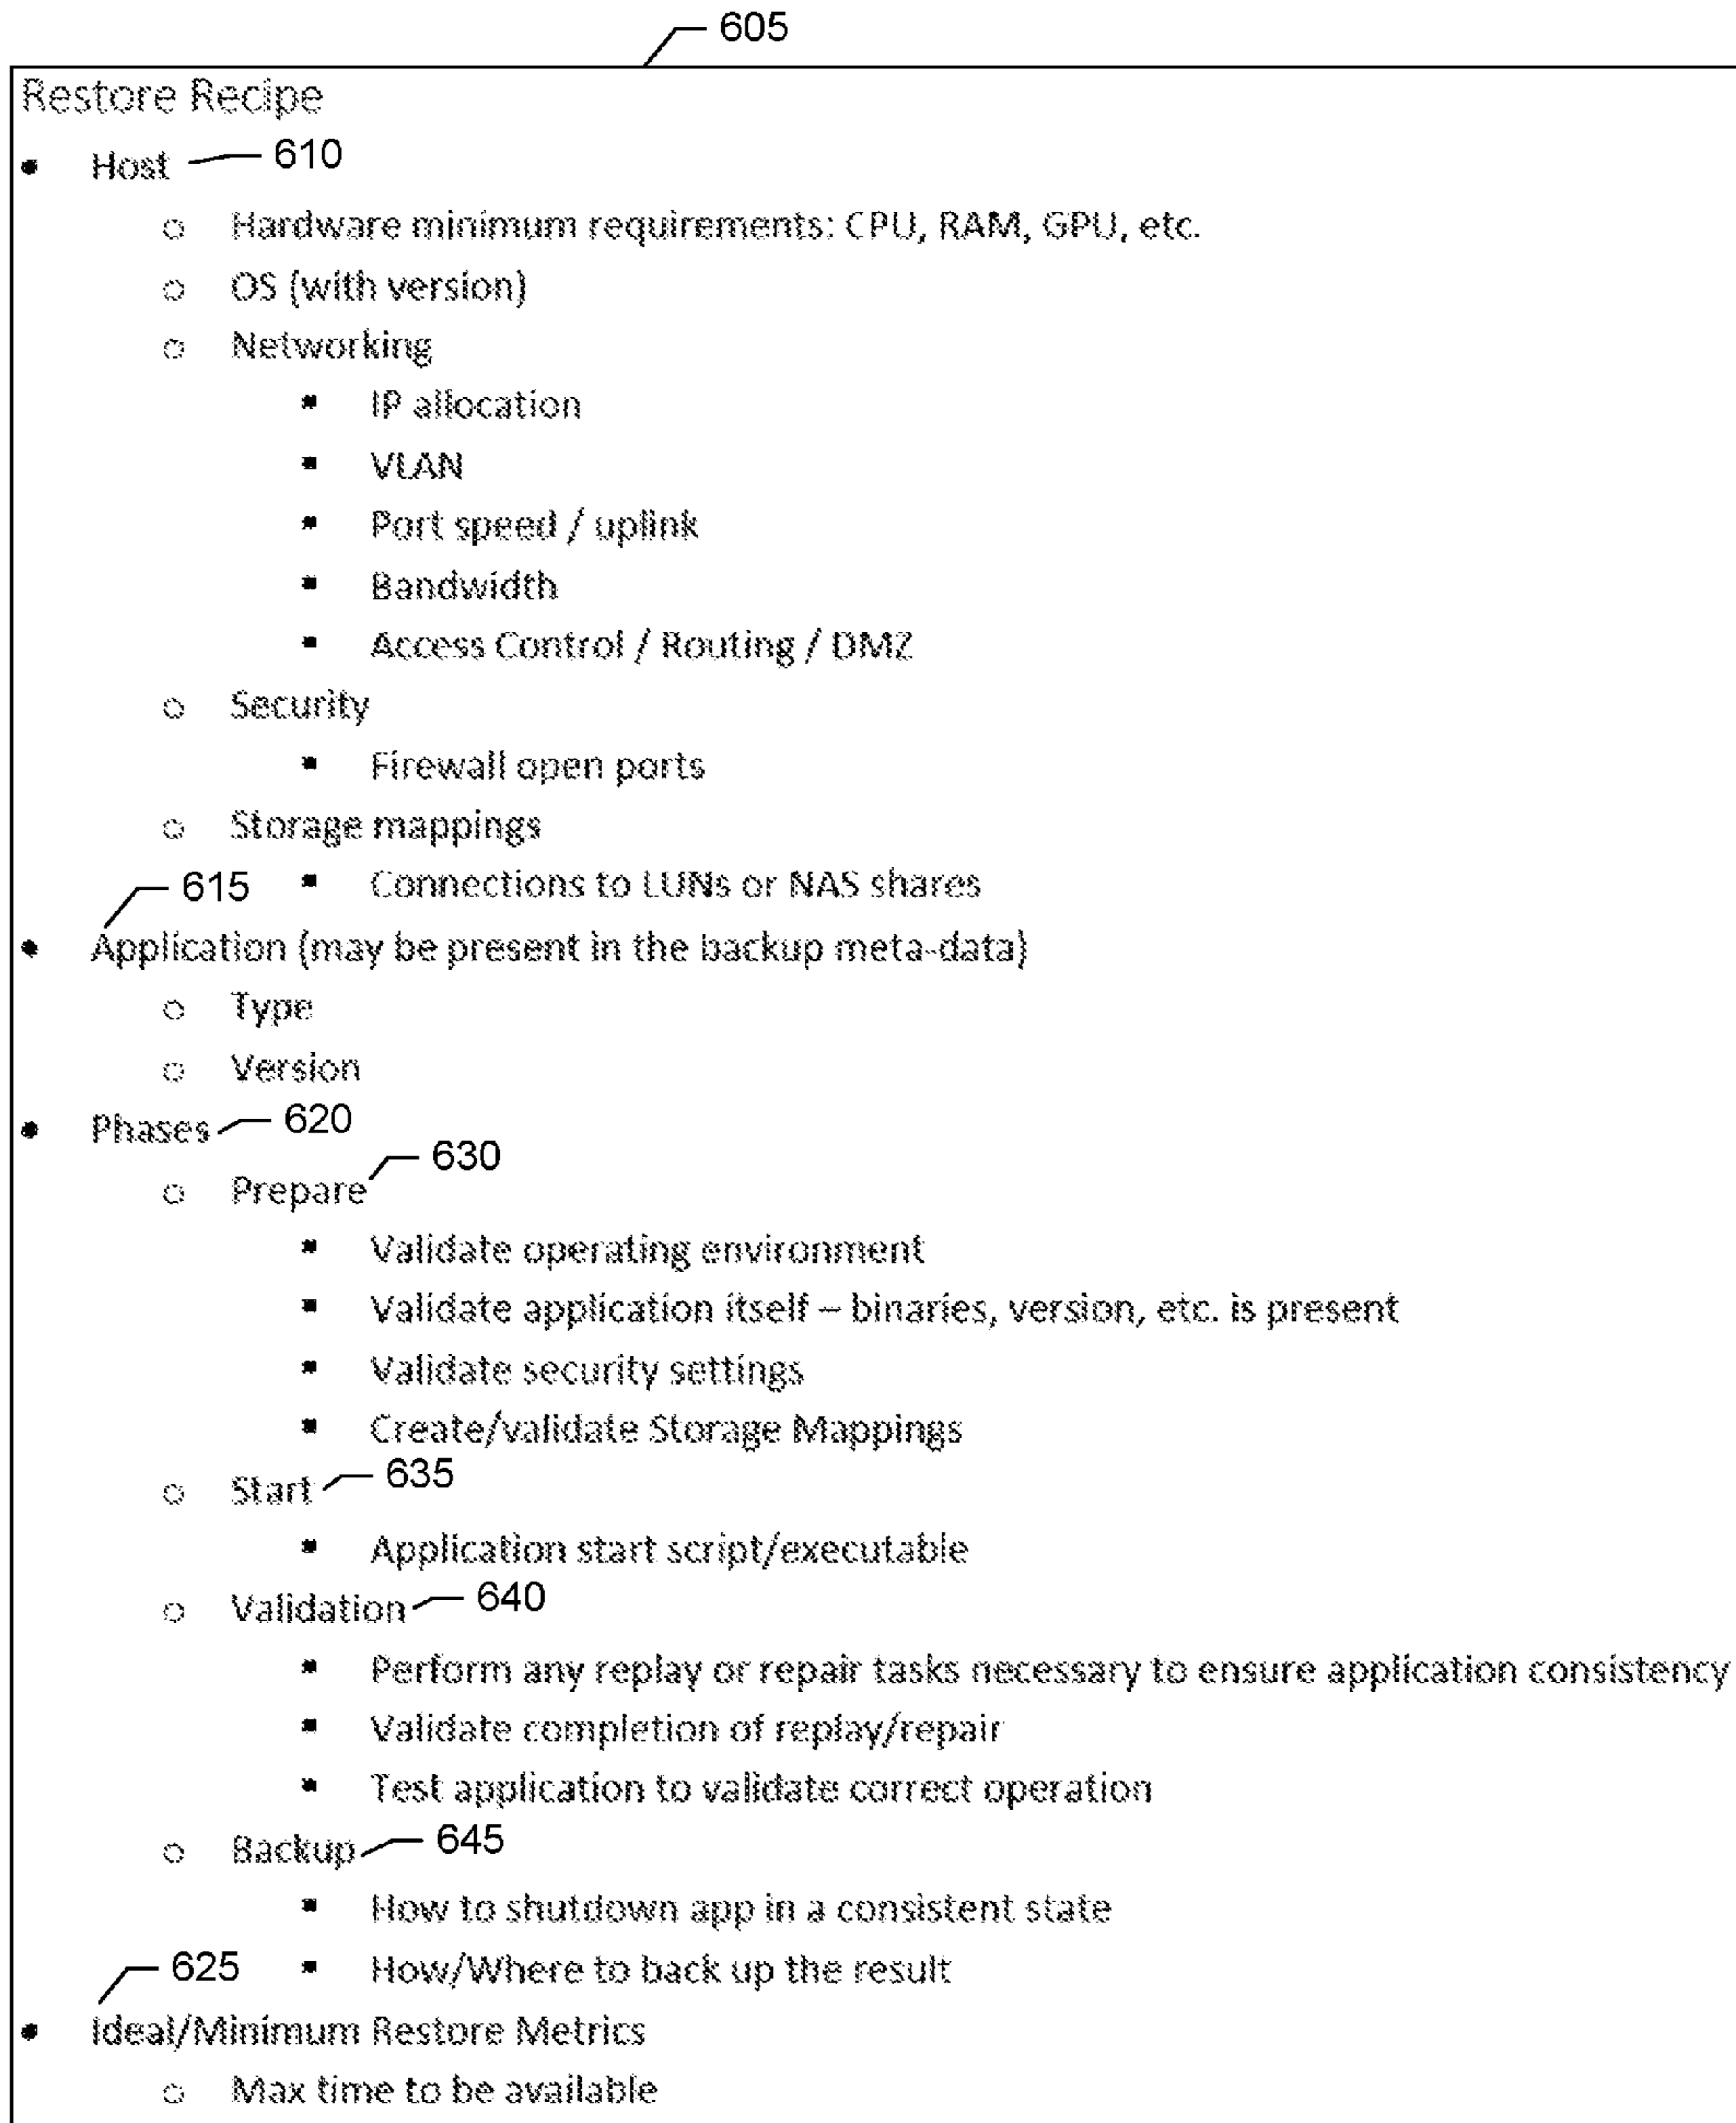 605
Restore Recipe
• Host 610
○ Hardware minimum requirements: CPU, RAM, GPU, etc.
○ OS (with version)
○ Networking
▪ IP allocation
▪ VLAN
▪ Port speed / uplink
▪ Bandwidth
▪ Access Control / Routing / DMZ
○ Security
▪ Firewall open ports
○ Storage mappings
615 ▪ Connections to LUNs or NAS shares
• Application (may be present in the backup meta-data)
○ Type
○ Version
• Phases 620
○ Prepare 630
▪ Validate operating environment
▪ Validate application itself – binaries, version, etc. is present
▪ Validate security settings
▪ Create/validate Storage Mappings
○ Start 635
▪ Application start script/executable
○ Validation 640
▪ Perform any replay or repair tasks necessary to ensure application consistency
▪ Validate completion of replay/repair
▪ Test application to validate correct operation
○ Backup 645
▪ How to shutdown app in a consistent state
625 ▪ How/Where to back up the result
• Ideal/Minimum Restore Metrics
○ Max time to be available